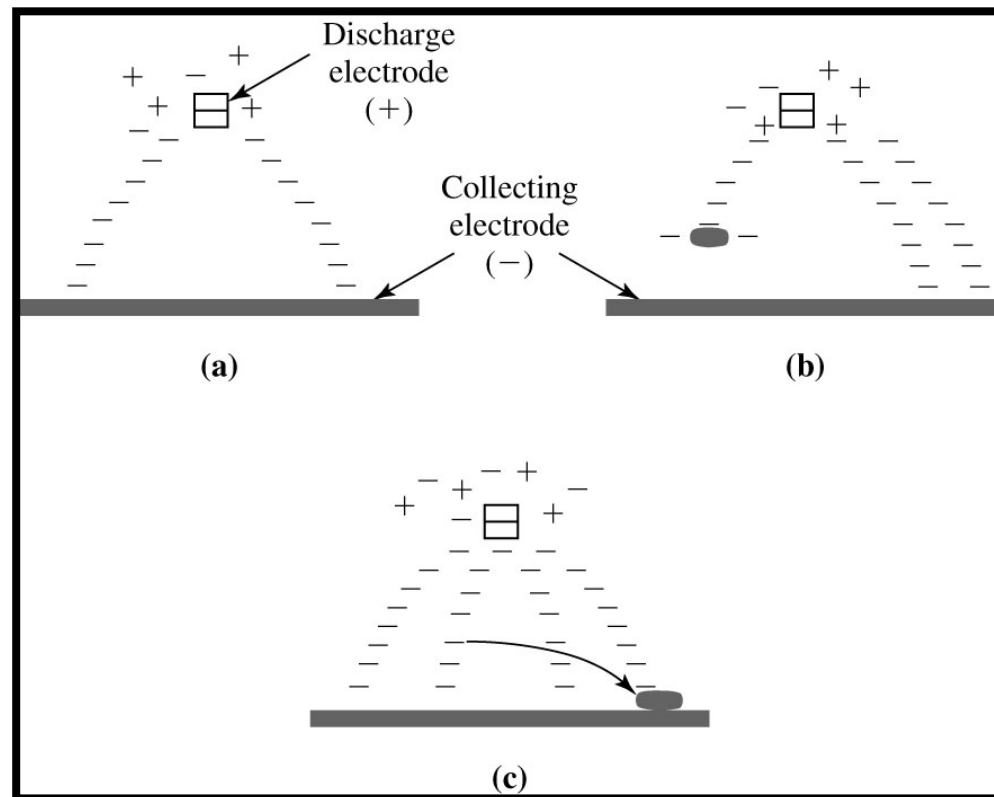 Discharge
electrode
(+)
Collecting
electrode
(−)
(a)
(b)
(c)